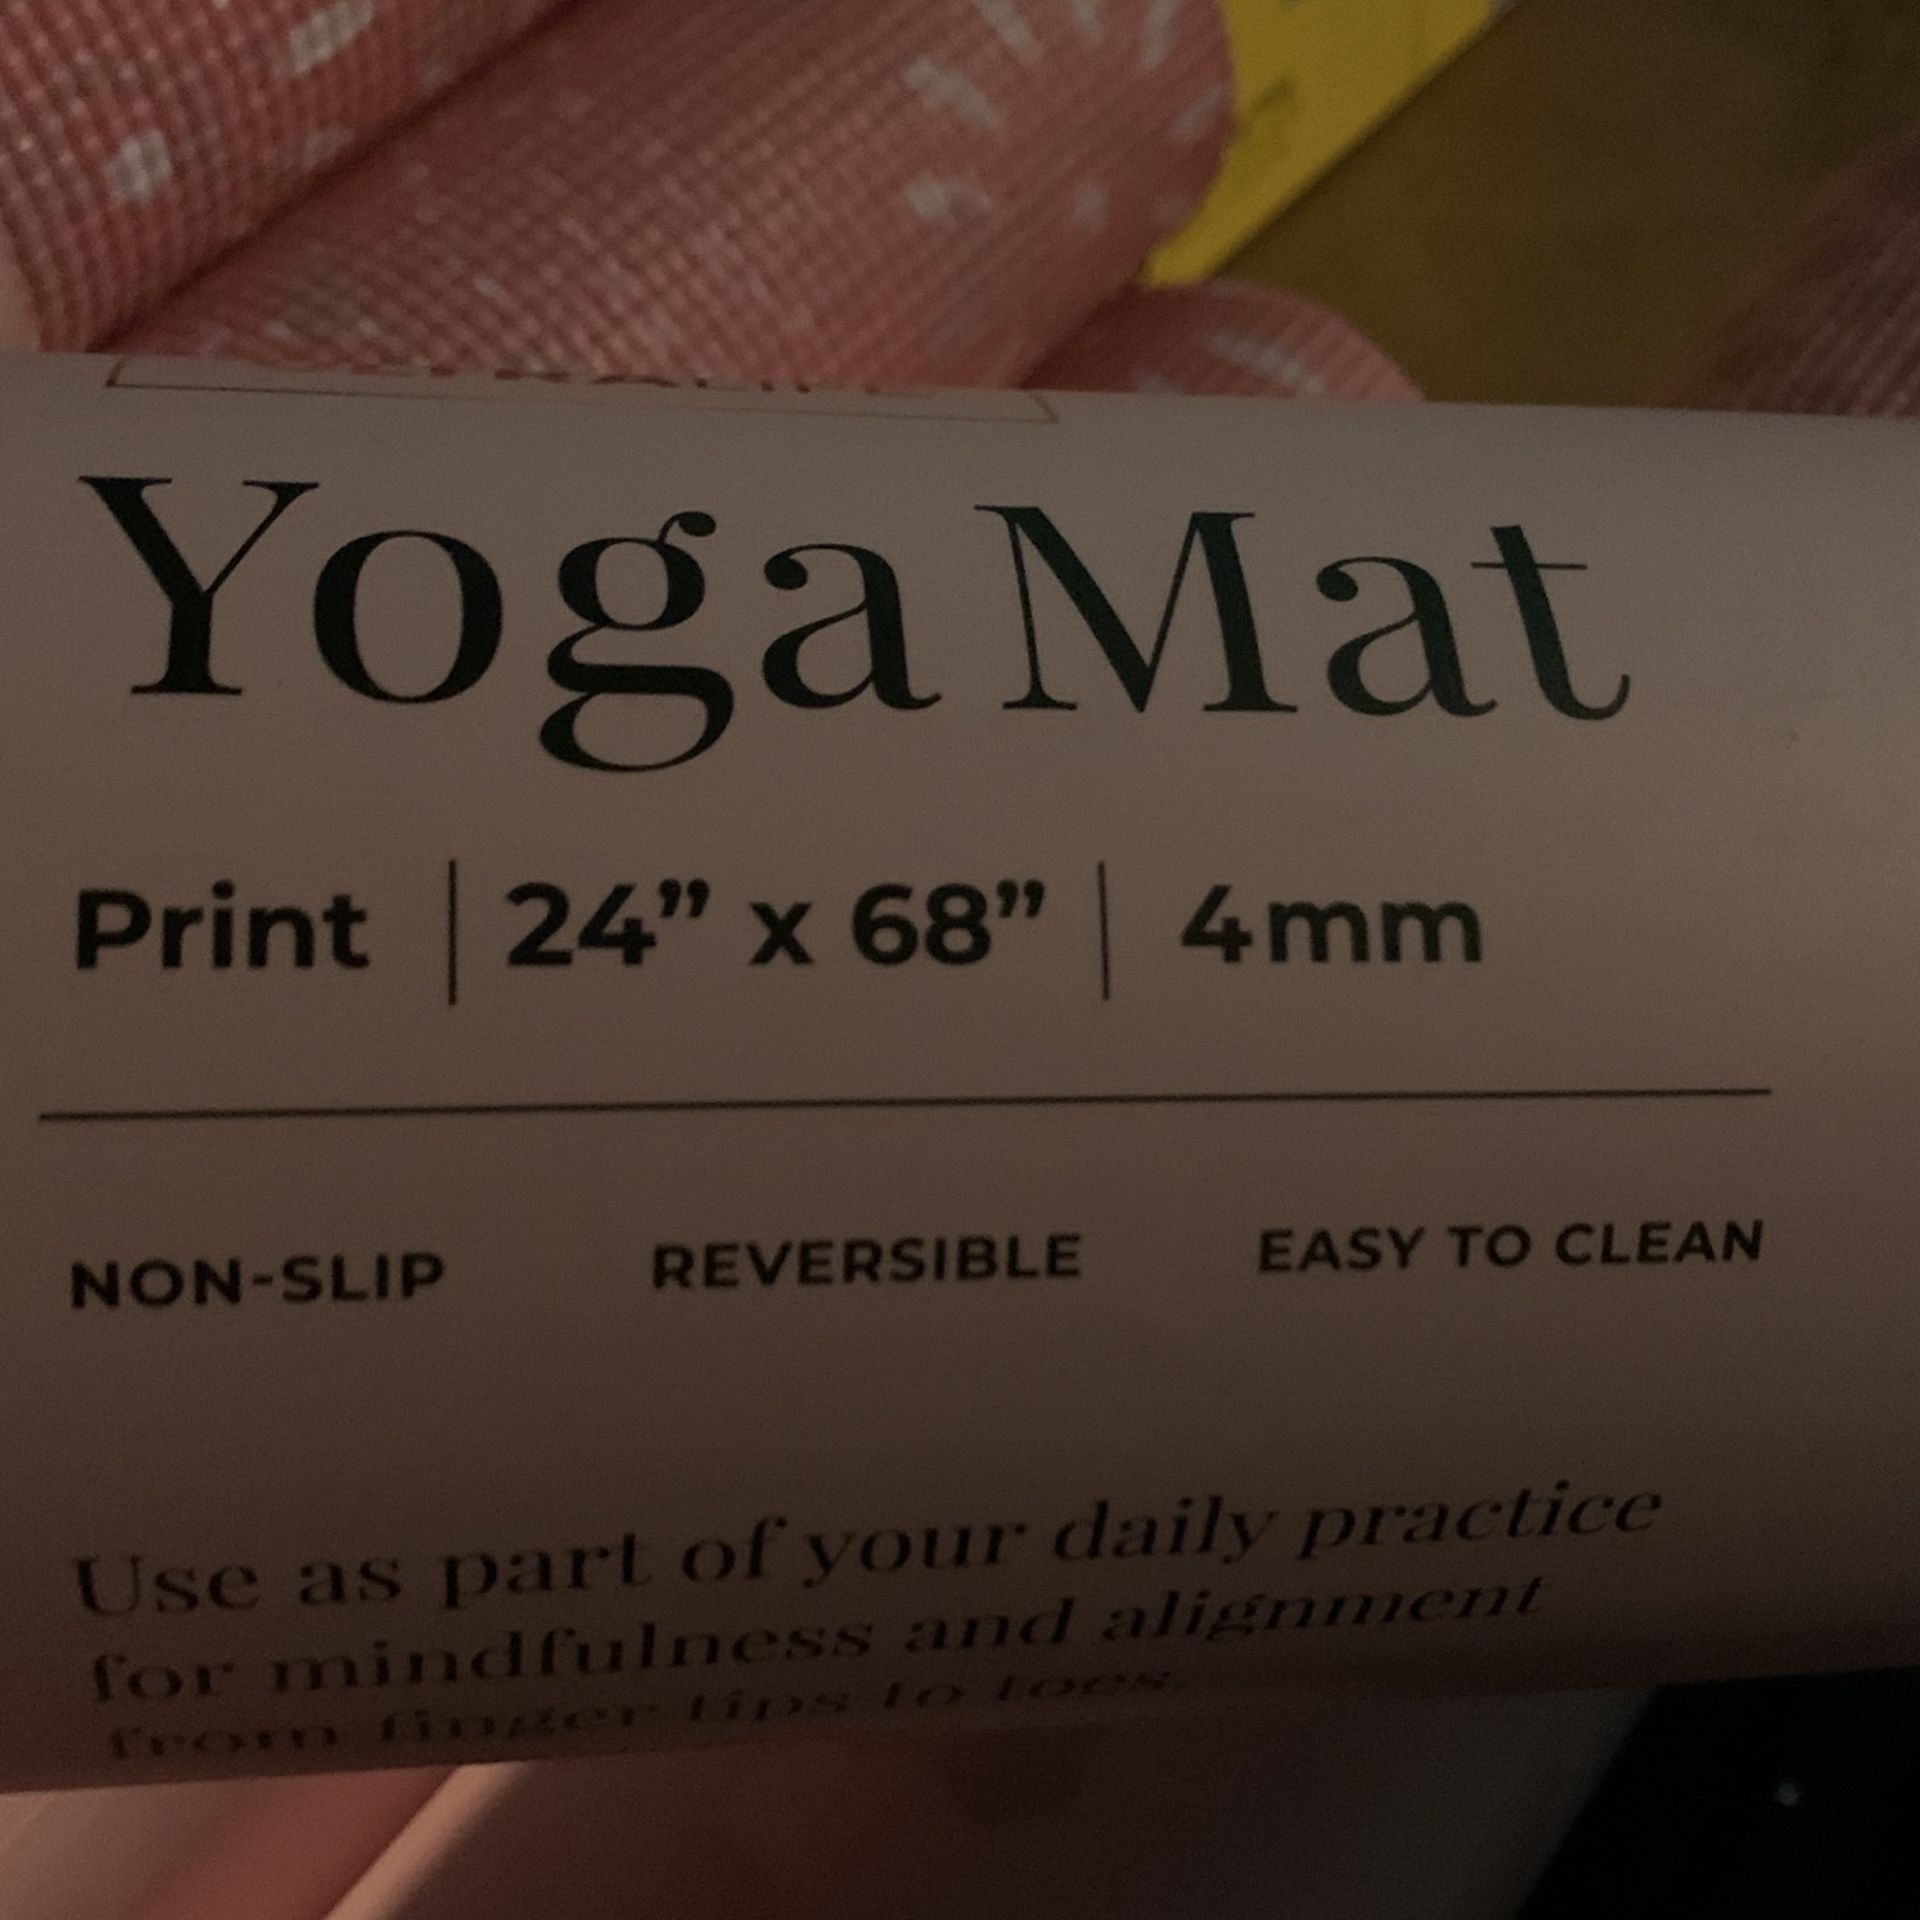 Yoga Mat
Print | 24” x 68” | 4mm
NON-SLIP REVERSIBLE EASY TO CLEAN
Use as part of your daily practice
for mindfulness and alignment
from finger tips to toes.